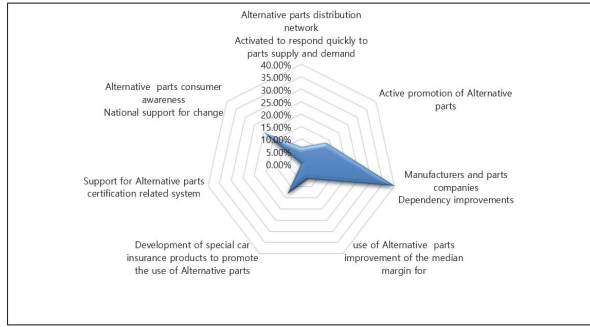 Alternative parts distribution
network
Activated to respond quickly to
parts supply and demand
40.00%
35.00%
30.00%
25.00%
20.00%
15.00%
10.00%
5.00%
0.00%
Active promotion of Alternative
parts
Manufacturers and parts
companies
Dependency improvements
use of Alternative parts
improvement of the median
margin for
Development of special car
insurance products to promote
the use of Alternative parts
Support for Alternative parts
certification related system
Alternative parts consumer
awareness
National support for change